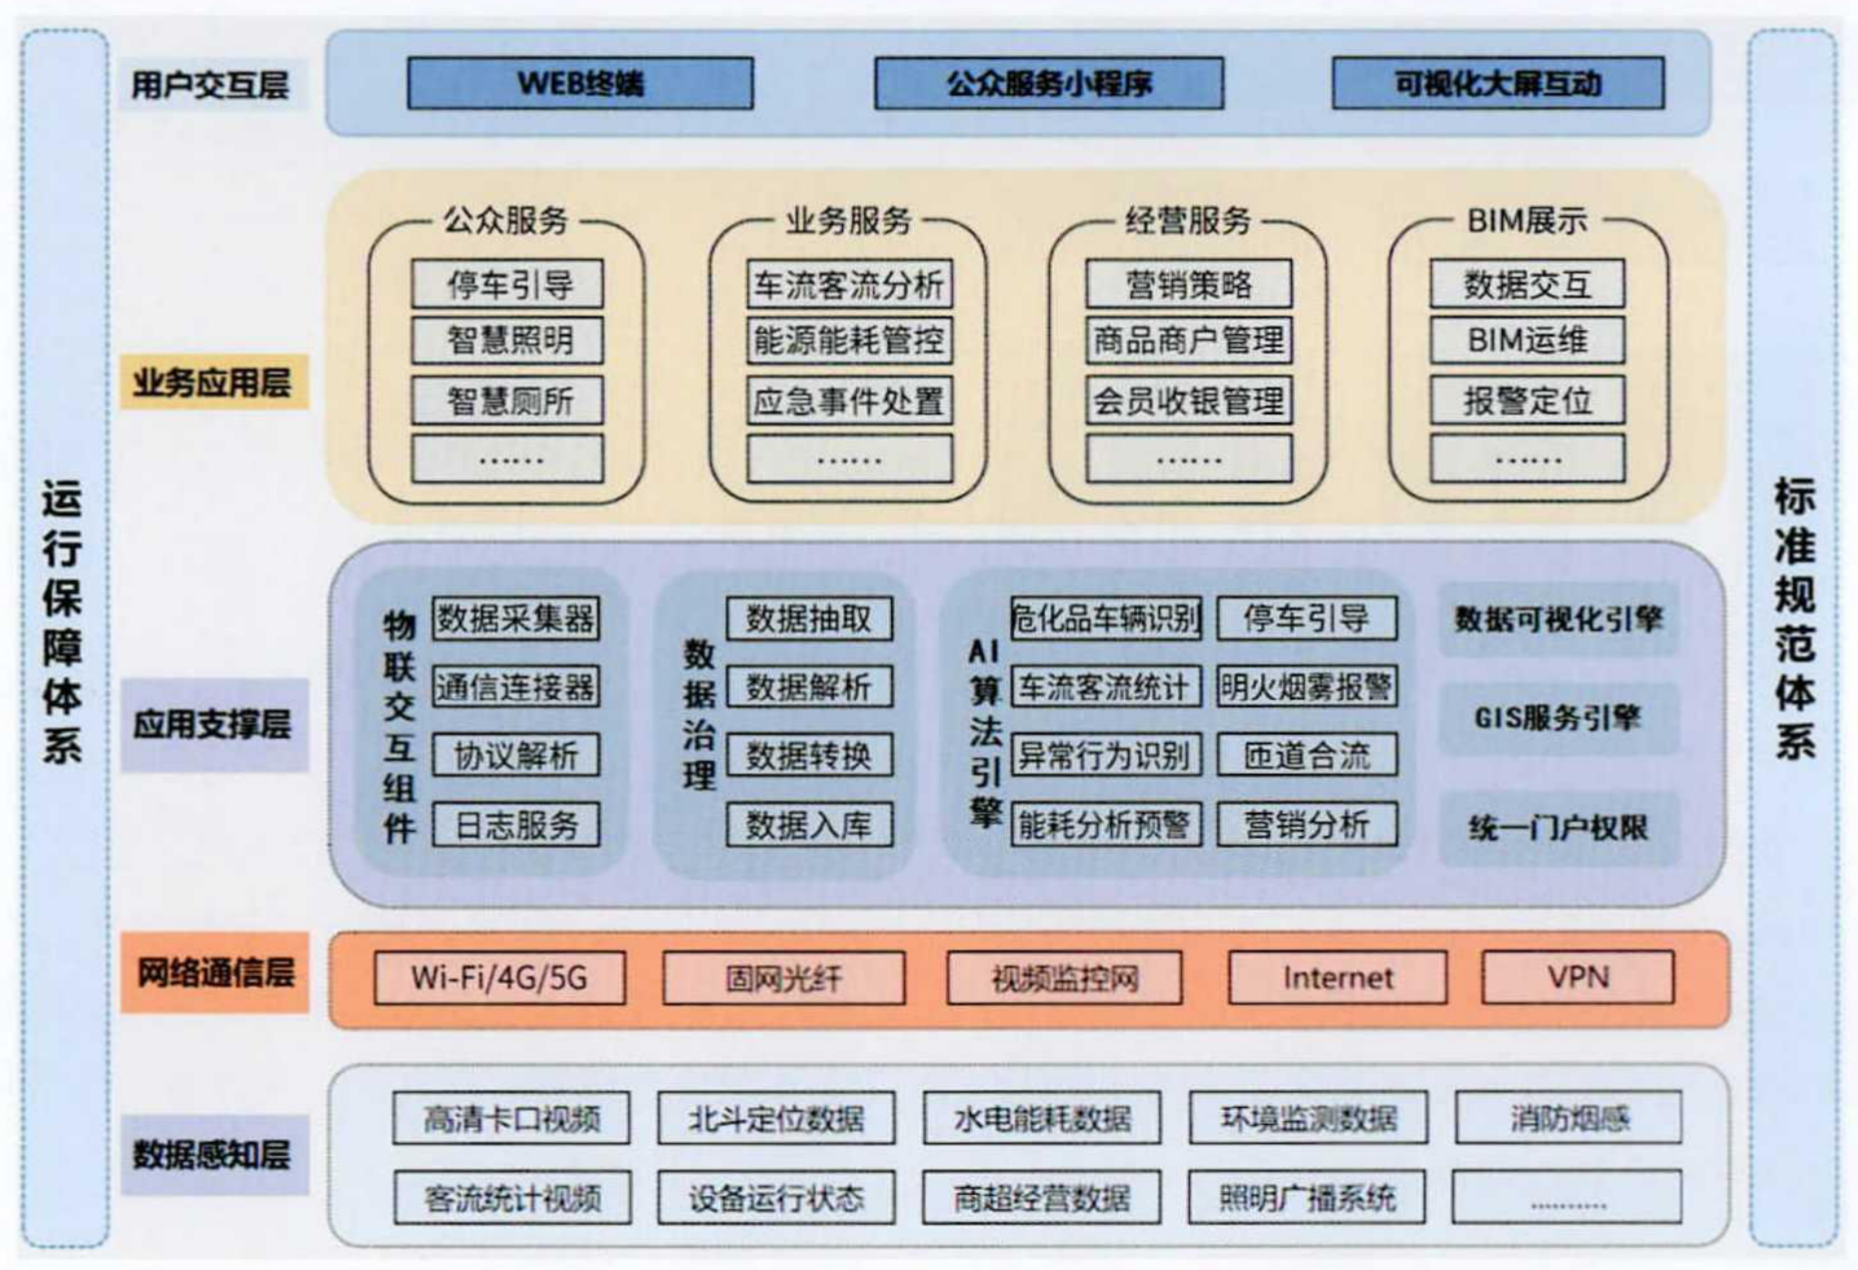 用户交互层
WEB终端
公众服务小程序
可视化大屏互动
运行保障体系
标准规范体系
业务应用层
公众服务
停车引导
智慧照明
智慧厕所
……
业务服务
车流客流分析
能源能耗管控
应急事件处置
……
经营服务
营销策略
商品商户管理
会员收银管理
……
BIM展示
数据交互
BIM运维
报警定位
……
应用支撑层
物联交互组件
数据采集器
通信连接器
协议解析
日志服务
数据治理
数据抽取
数据解析
数据转换
数据入库
AI算法引擎
危化品车辆识别
停车引导
车流客流统计
明火烟雾报警
异常行为识别
匝道合流
能耗分析预警
营销分析
数据可视化引擎
GIS服务引擎
统一门户权限
网络通信层
Wi-Fi/4G/5G
固网光纤
视频监控网
Internet
VPN
数据感知层
高清卡口视频
北斗定位数据
水电能耗数据
环境监测数据
消防烟感
客流统计视频
设备运行状态
商超经营数据
照明广播系统
...........